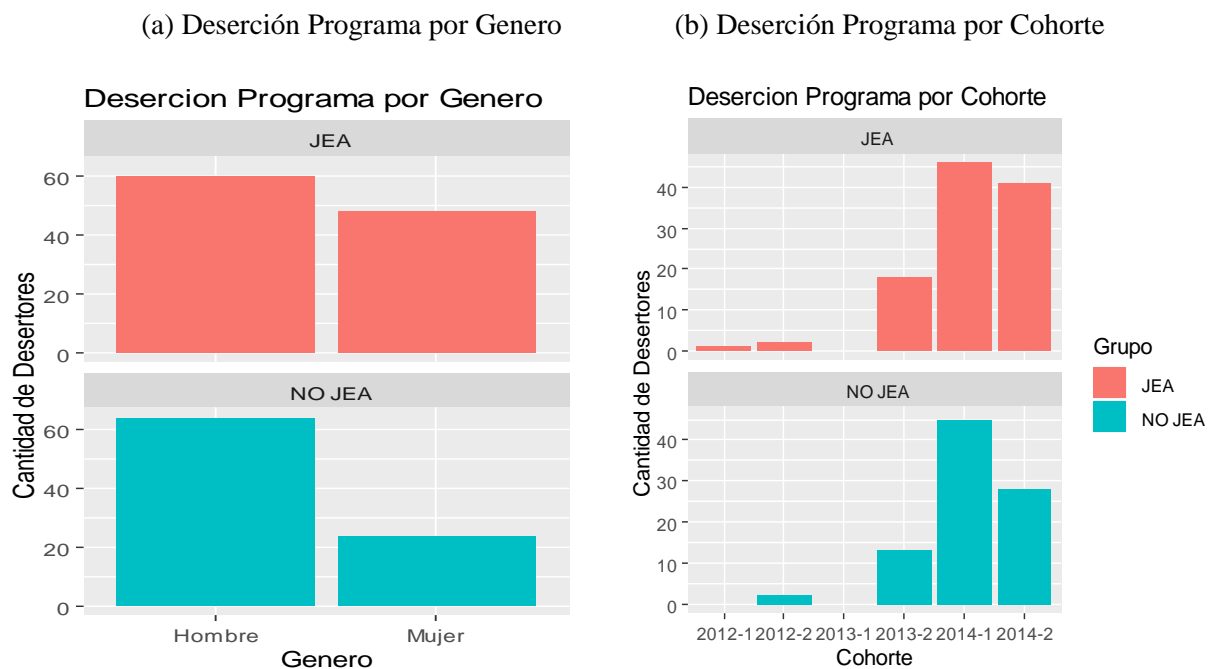 (a) Deserción Programa por Genero
Desercion Programa por Genero
JEA
60
40
20
0
NO JEA
60
40
20
0
Hombre Mujer
Genero
Cantidad de Desertores
(b) Deserción Programa por Cohorte
Desercion Programa por Cohorte
JEA
40
30
20
10
0
NO JEA
40
30
20
10
0
2012-1 2012-2 2013-1 2013-2 2014-1 2014-2
Cohorte
Cantidad de Desertores
Grupo
JEA
NO JEA